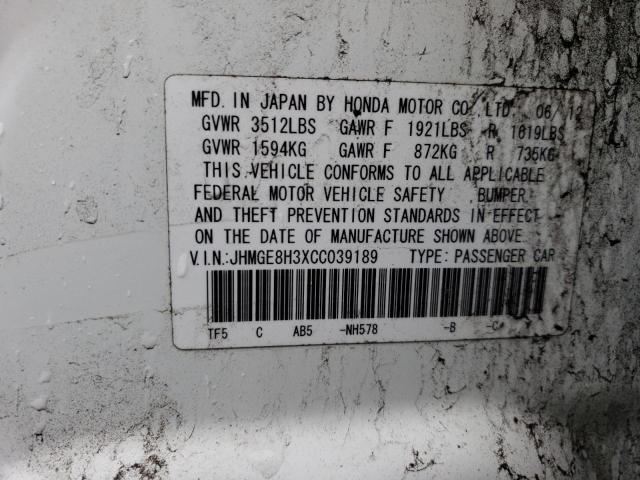 MFD. IN JAPAN BY HONDA MOTOR CO., LTD. 06/12
GVWR 3512LBS GAWR F 1921LBS R 1619LBS
GVWR 1594KG GAWR F 872KG R 735KG
THIS VEHICLE CONFORMS TO ALL APPLICABLE
FEDERAL MOTOR VEHICLE SAFETY , BUMPER,
AND THEFT PREVENTION STANDARDS IN EFFECT
ON THE DATE OF MANUFACTURE SHOWN ABOVE.
V.I.N.:JHMGE8H3XCC039189 TYPE: PASSENGER CAR
TF5 C AB5 -NH578 -B -C